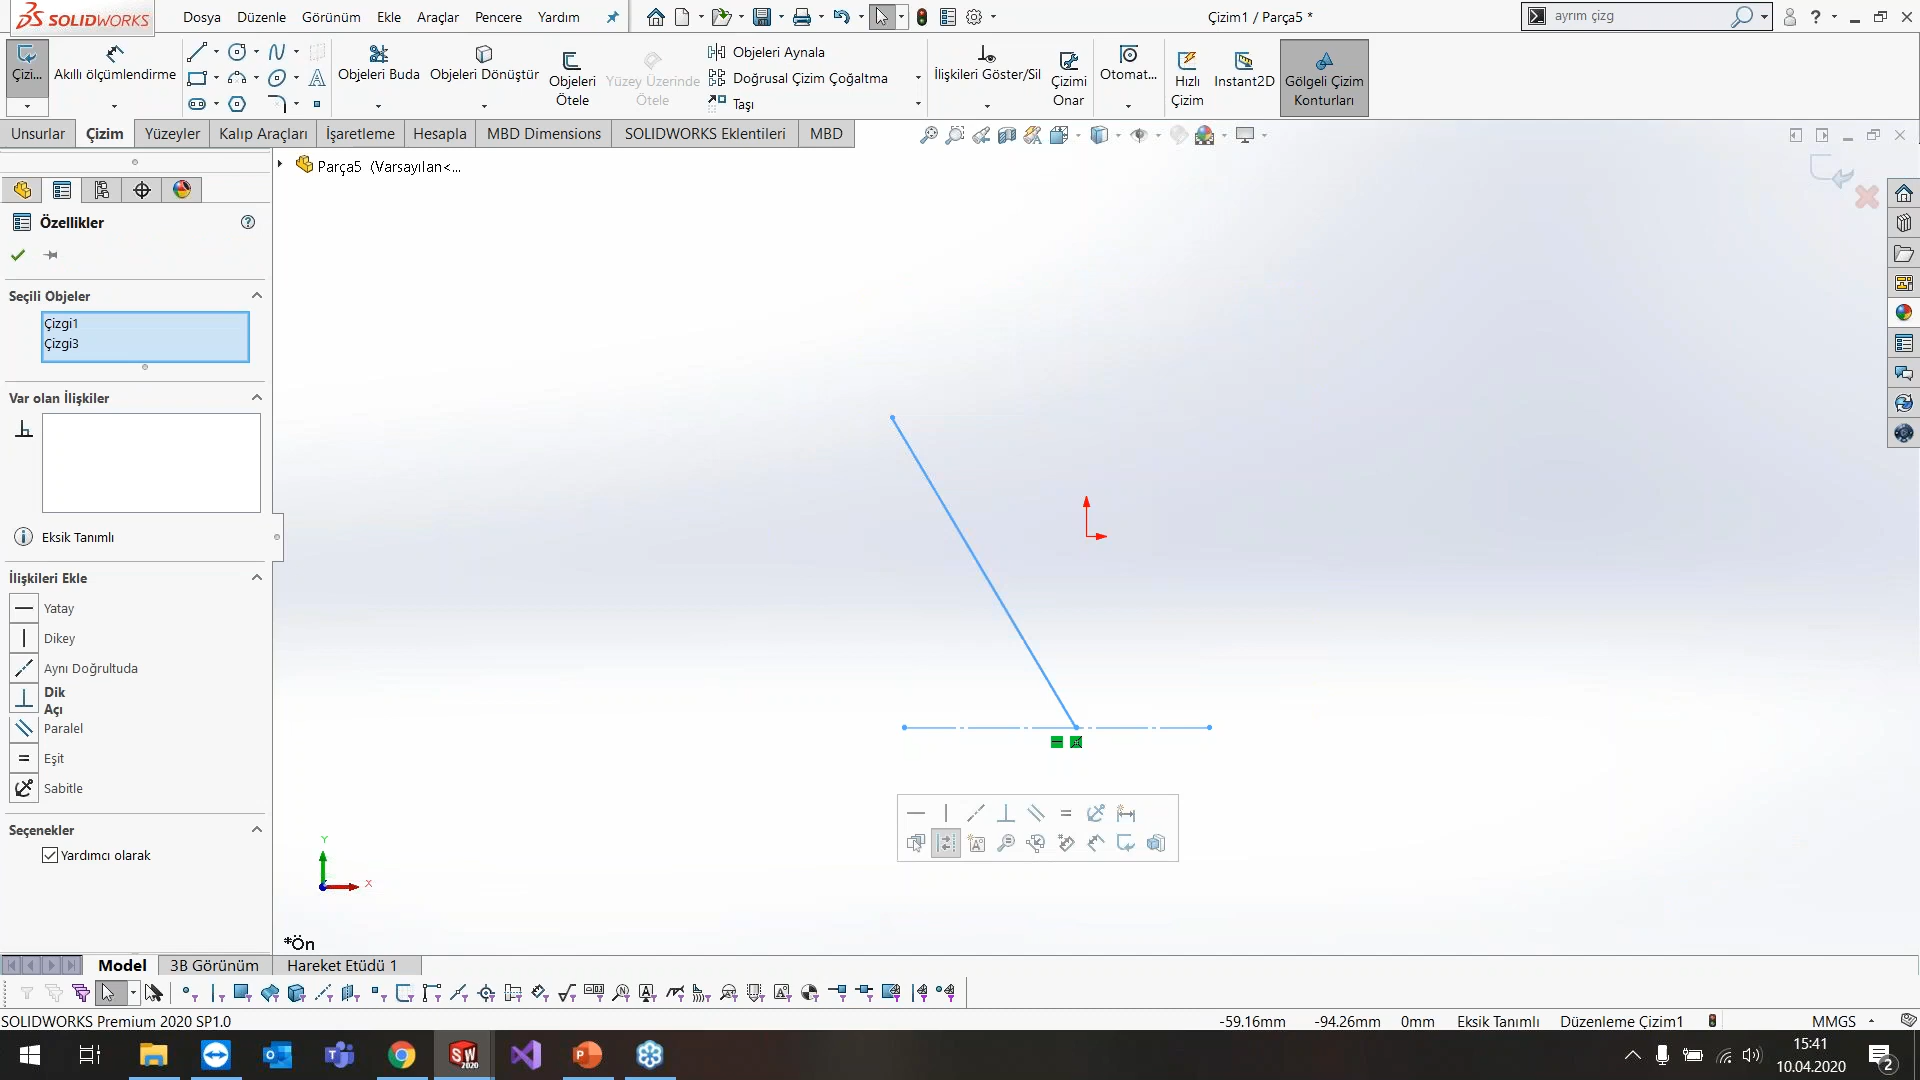 SOLIDWORKS
Dosya Düzenle Görünüm Ekle Araçlar Pencere Yardım
Çizim1 / Parça5 *
ayrım çizg
Çizi...
Akıllı ölçümlendirme
Objeleri Buda
Objeleri Dönüştür
Objeleri Ötele
Yüzey Üzerinde Ötele
Objeleri Aynala
Doğrusal Çizim Çoğaltma
Taşı
İlişkileri Göster/Sil
Çizimi Onar
Otomat...
Hızlı Çizim
Instant2D
Gölgeli Çizim Konturları
Unsurlar Çizim Yüzeyler Kalıp Araçları İşaretleme Hesapla MBD Dimensions SOLIDWORKS Eklentileri MBD
Parça5 (Varsayılan<...
Özellikler
Seçili Objeler
Çizgi1
Çizgi3
Var olan İlişkiler
Eksik Tanımlı
İlişkileri Ekle
Yatay
Dikey
Aynı Doğrultuda
Dik
Açı
Paralel
Eşit
Sabitle
Seçenekler
Yardımcı olarak
Y
X
*Ön
Model 3B Görünüm Hareket Etüdü 1
SOLIDWORKS Premium 2020 SP1.0
-59.16mm -94.26mm 0mm Eksik Tanımlı Düzenleme Çizim1 MMGS
15:41
10.04.2020
2